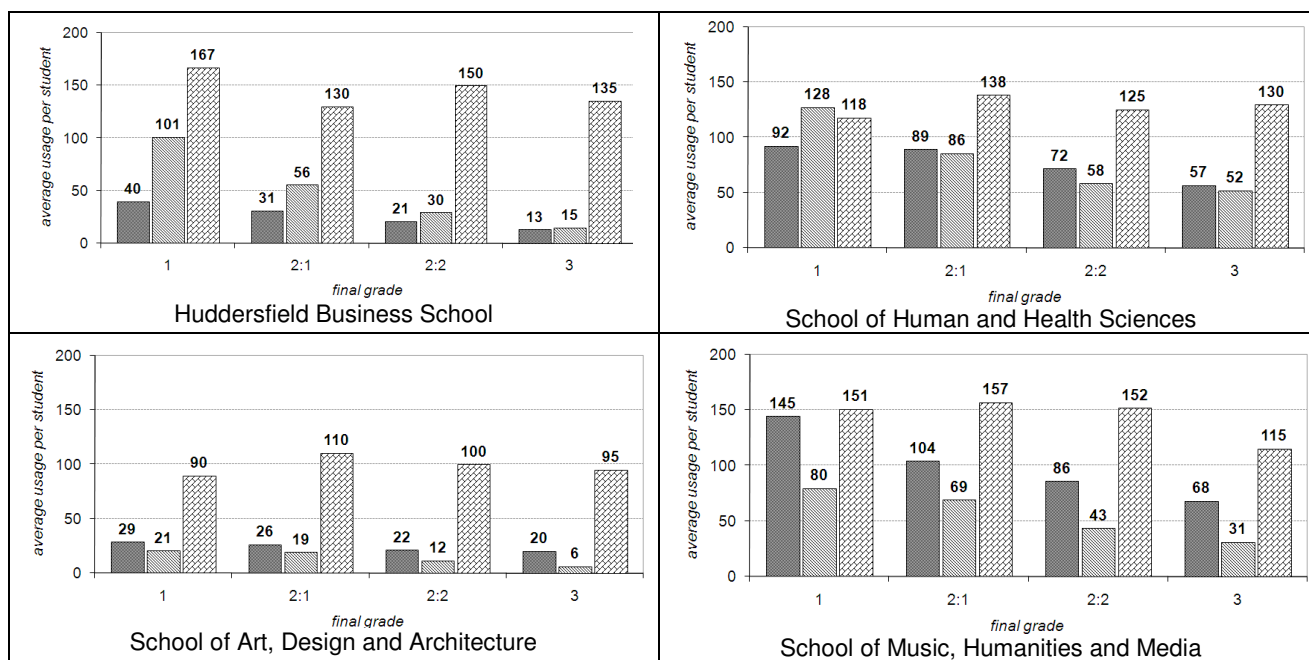 200
150
100
50
0
average usage per student
40 101 167
31 56 130
21 30 150
13 15 135
1 2:1 2:2 3
final grade
Huddersfield Business School
200
150
100
50
0
average usage per student
92 128 118
89 86 138
72 58 125
57 52 130
1 2:1 2:2 3
final grade
School of Human and Health Sciences
200
150
100
50
0
average usage per student
29 21 90
26 19 110
22 12 100
20 6 95
1 2:1 2:2 3
final grade
School of Art, Design and Architecture
200
150
100
50
0
average usage per student
145 80 151
104 69 157
86 43 152
68 31 115
1 2:1 2:2 3
final grade
School of Music, Humanities and Media